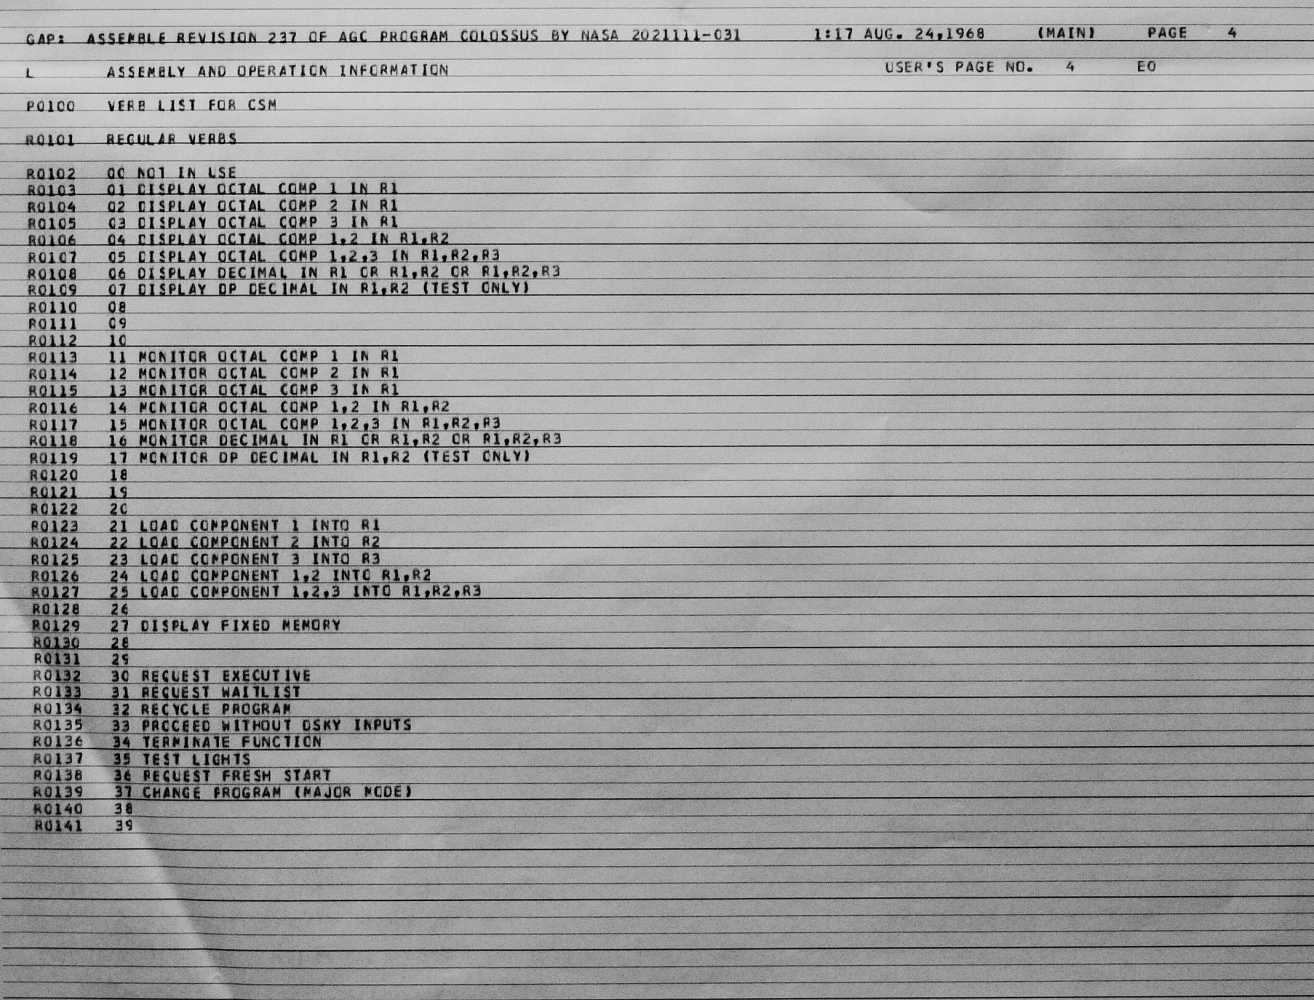 GAP: ASSEMBLE REVISION 237 OF AGC PROGRAM COLOSSUS BY NASA 2021111-031 1:17 AUG. 24,1968 (MAIN) PAGE 4
L ASSEMBLY AND OPERATION INFORMATION USER'S PAGE NO. 4 E0
P0100 VERB LIST FOR CSM
R0101 REGULAR VERBS
R0102 00 NOT IN USE
R0103 01 DISPLAY OCTAL COMP 1 IN R1
R0104 02 DISPLAY OCTAL COMP 2 IN R1
R0105 03 DISPLAY OCTAL COMP 3 IN R1
R0106 04 DISPLAY OCTAL COMP 1,2 IN R1,R2
R0107 05 DISPLAY OCTAL COMP 1,2,3 IN R1,R2,R3
R0108 06 DISPLAY DECIMAL IN R1 OR R1,R2 OR R1,R2,R3
R0109 07 DISPLAY DP DECIMAL IN R1,R2 (TEST ONLY)
R0110 08
R0111 09
R0112 10
R0113 11 MONITOR OCTAL COMP 1 IN R1
R0114 12 MONITOR OCTAL COMP 2 IN R1
R0115 13 MONITOR OCTAL COMP 3 IN R1
R0116 14 MONITOR OCTAL COMP 1,2 IN R1,R2
R0117 15 MONITOR OCTAL COMP 1,2,3 IN R1,R2,R3
R0118 16 MONITOR DECIMAL IN R1 OR R1,R2 OR R1,R2,R3
R0119 17 MONITOR DP DECIMAL IN R1,R2 (TEST ONLY)
R0120 18
R0121 19
R0122 20
R0123 21 LOAD COMPONENT 1 INTO R1
R0124 22 LOAD COMPONENT 2 INTO R2
R0125 23 LOAD COMPONENT 3 INTO R3
R0126 24 LOAD COMPONENT 1,2 INTO R1,R2
R0127 25 LOAD COMPONENT 1,2,3 INTO R1,R2,R3
R0128 26
R0129 27 DISPLAY FIXED MEMORY
R0130 28
R0131 29
R0132 30 REQUEST EXECUTIVE
R0133 31 REQUEST WAITLIST
R0134 32 RECYCLE PROGRAM
R0135 33 PROCEED WITHOUT DSKY INPUTS
R0136 34 TERMINATE FUNCTION
R0137 35 TEST LIGHTS
R0138 36 REQUEST FRESH START
R0139 37 CHANGE PROGRAM (MAJOR MODE)
R0140 38
R0141 39